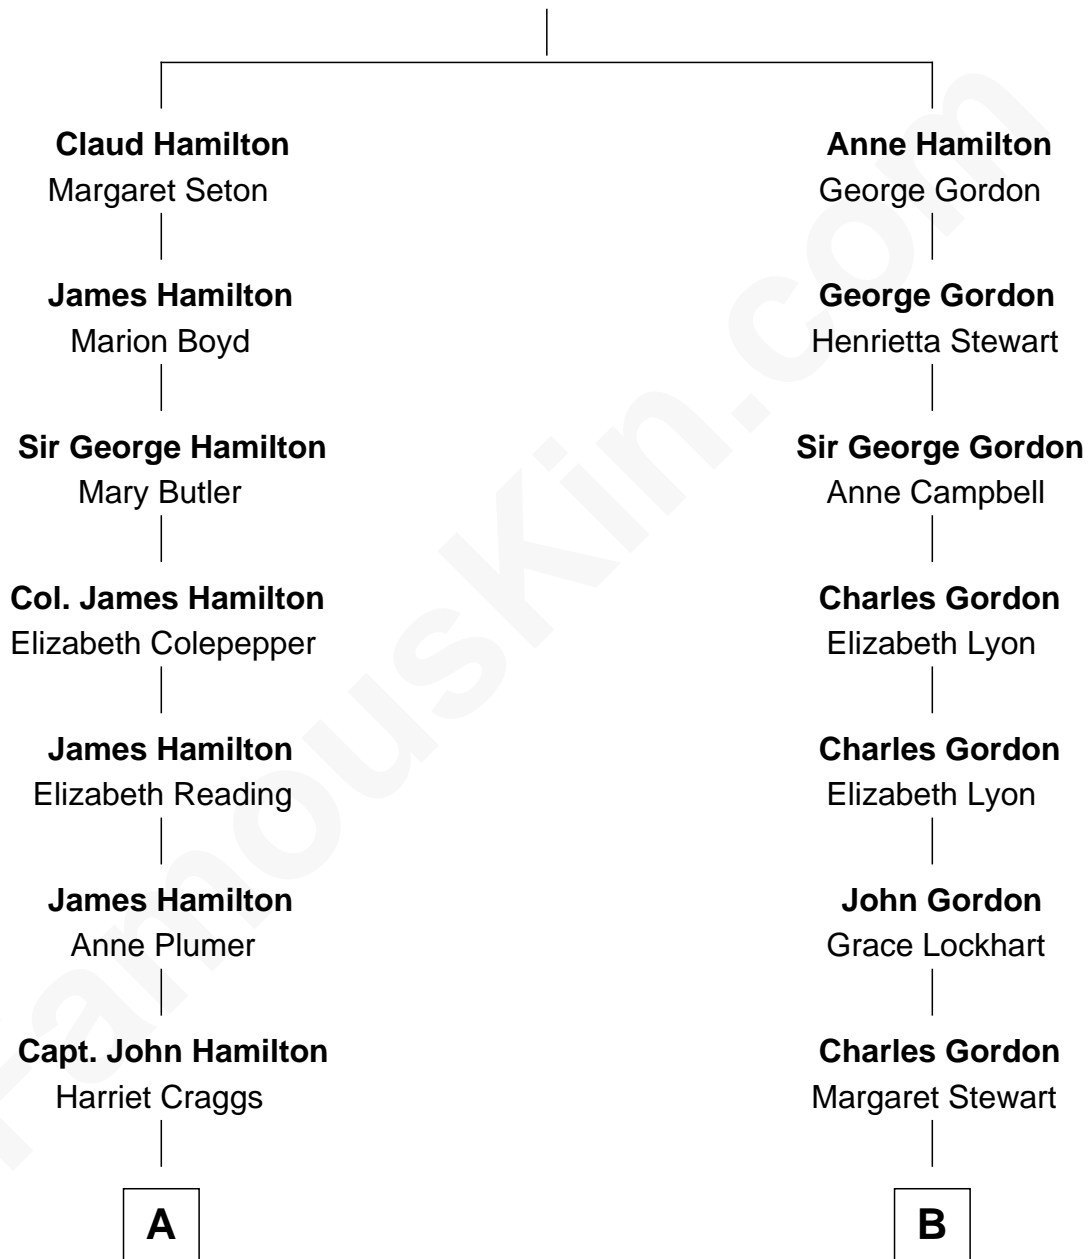 Claud Hamilton
Margaret Seton
James Hamilton
Marion Boyd
Sir George Hamilton
Mary Butler
Col. James Hamilton
Elizabeth Colepepper
James Hamilton
Elizabeth Reading
James Hamilton
Anne Plumer
Capt. John Hamilton
Harriet Craggs
A
Anne Hamilton
George Gordon
George Gordon
Henrietta Stewart
Sir George Gordon
Anne Campbell
Charles Gordon
Elizabeth Lyon
Charles Gordon
Elizabeth Lyon
John Gordon
Grace Lockhart
Charles Gordon
Margaret Stewart
B
FamousKin.com